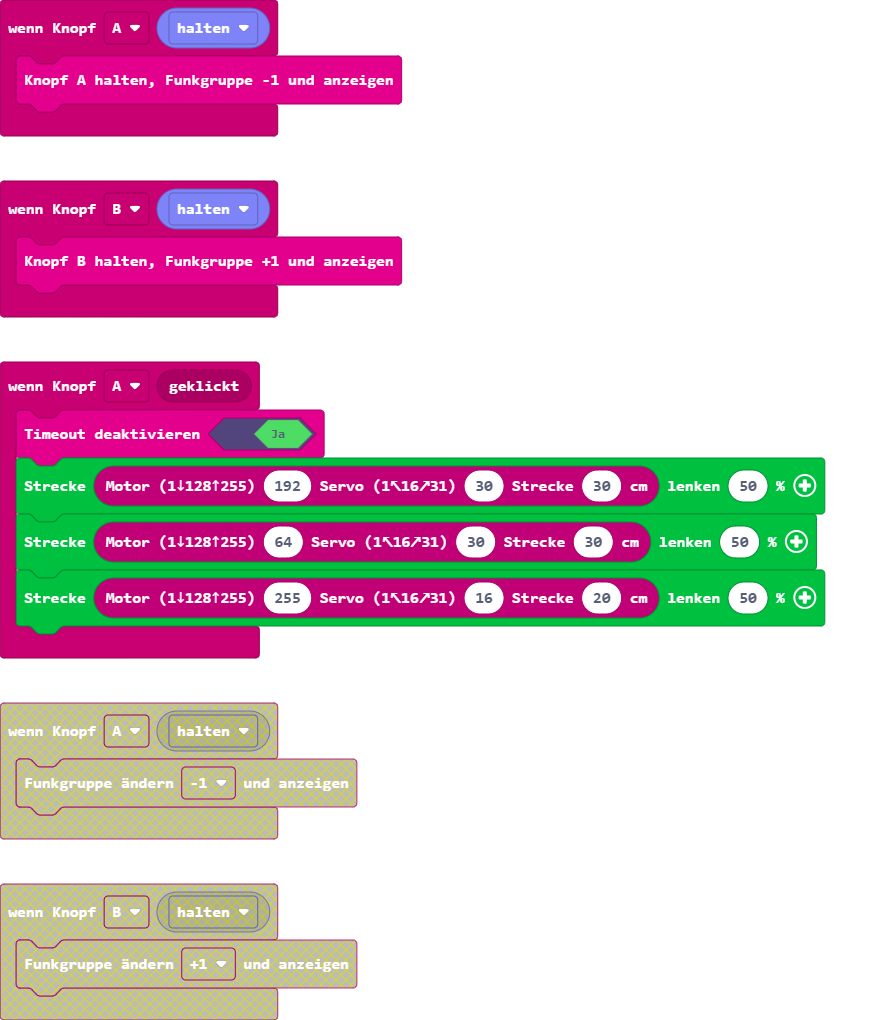 wenn Knopf A halten
Knopf A halten, Funkgruppe -1 und anzeigen
wenn Knopf B halten
Knopf B halten, Funkgruppe +1 und anzeigen
wenn Knopf A geklickt
Timeout deaktivieren Ja
Strecke Motor (1↓128↑255) 192 Servo (1↖16↗31) 30 Strecke 30 cm lenken 50 %
Strecke Motor (1↓128↑255) 64 Servo (1↖16↗31) 30 Strecke 30 cm lenken 50 %
Strecke Motor (1↓128↑255) 255 Servo (1↖16↗31) 16 Strecke 20 cm lenken 50 %
wenn Knopf A halten
Funkgruppe ändern -1 und anzeigen
wenn Knopf B halten
Funkgruppe ändern +1 und anzeigen